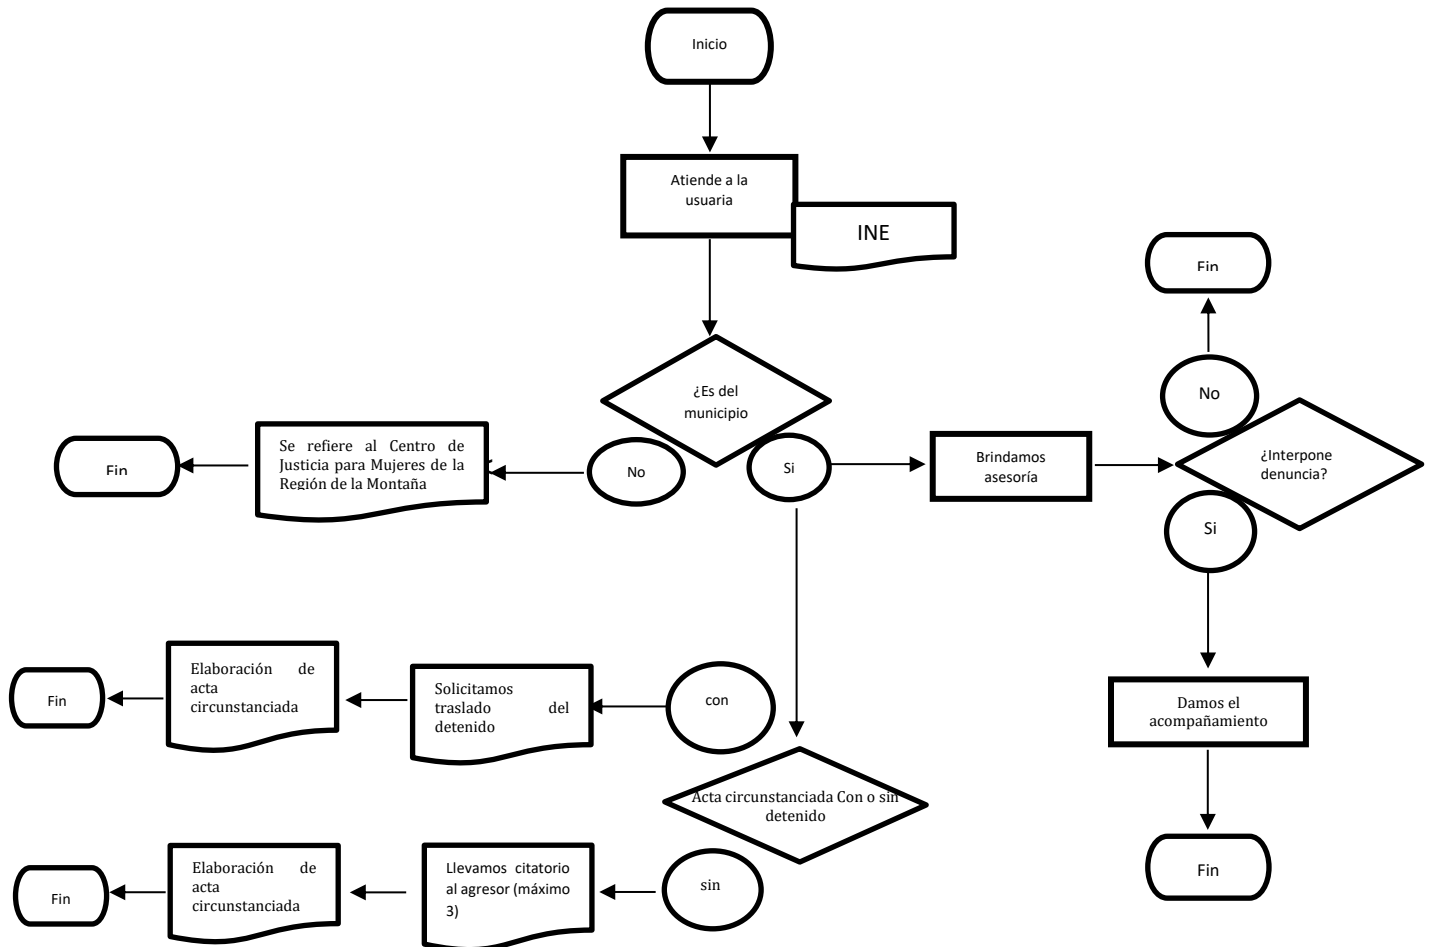 Inicio
Atiende a la
usuaria
INE
Fin
¿Es del
municipio
No
Si
Se refiere al Centro de
Justicia para Mujeres de la
Región de la Montaña
Fin
Brindamos
asesoría
No
¿Interpone
denuncia?
Si
Damos el
acompañamiento
Fin
Acta circunstanciada Con o sin
detenido
con
Solicitamos
traslado del
detenido
Elaboración de
acta
circunstanciada
Fin
sin
Llevamos citatorio
al agresor (máximo
3)
Elaboración de
acta
circunstanciada
Fin